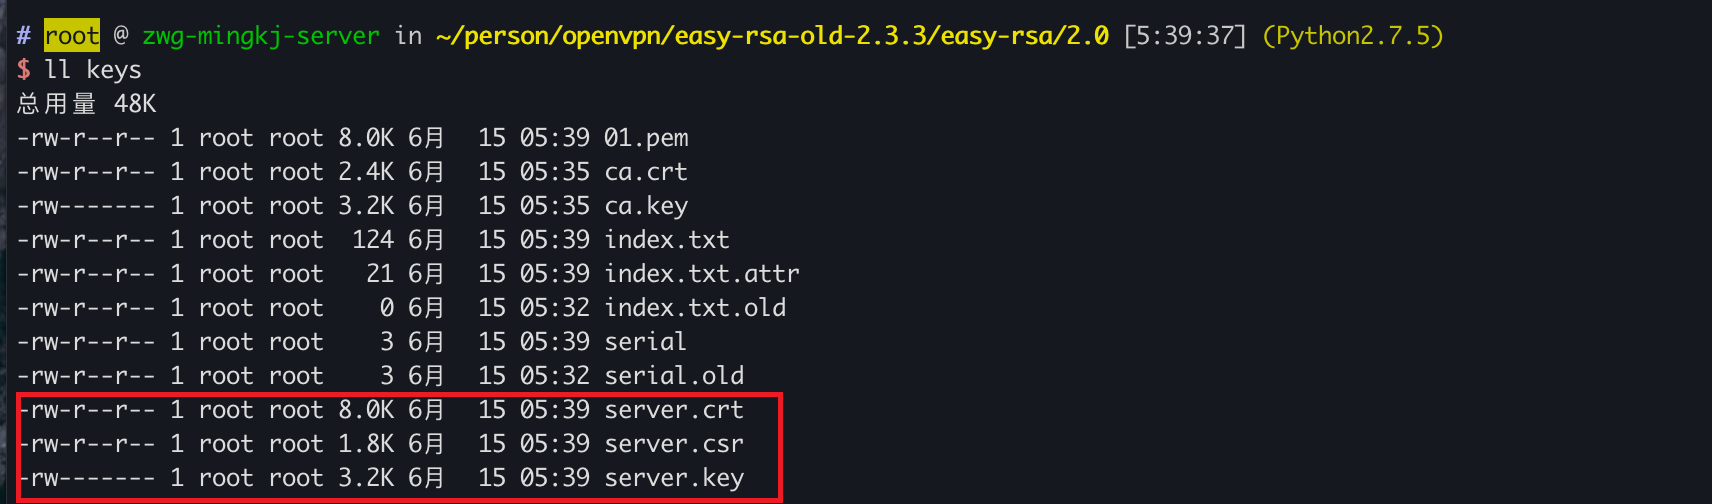 # root @ zwg-mingkj-server in ~/person/openvpn/easy-rsa-old-2.3.3/easy-rsa/2.0 [5:39:37] (Python2.7.5)
$ ll keys
总用量 48K
-rw-r--r-- 1 root root 8.0K 6月  15 05:39 01.pem
-rw-r--r-- 1 root root 2.4K 6月  15 05:35 ca.crt
-rw------- 1 root root 3.2K 6月  15 05:35 ca.key
-rw-r--r-- 1 root root  124 6月  15 05:39 index.txt
-rw-r--r-- 1 root root   21 6月  15 05:39 index.txt.attr
-rw-r--r-- 1 root root    0 6月  15 05:32 index.txt.old
-rw-r--r-- 1 root root    3 6月  15 05:39 serial
-rw-r--r-- 1 root root    3 6月  15 05:32 serial.old
-rw-r--r-- 1 root root 8.0K 6月  15 05:39 server.crt
-rw-r--r-- 1 root root 1.8K 6月  15 05:39 server.csr
-rw------- 1 root root 3.2K 6月  15 05:39 server.key